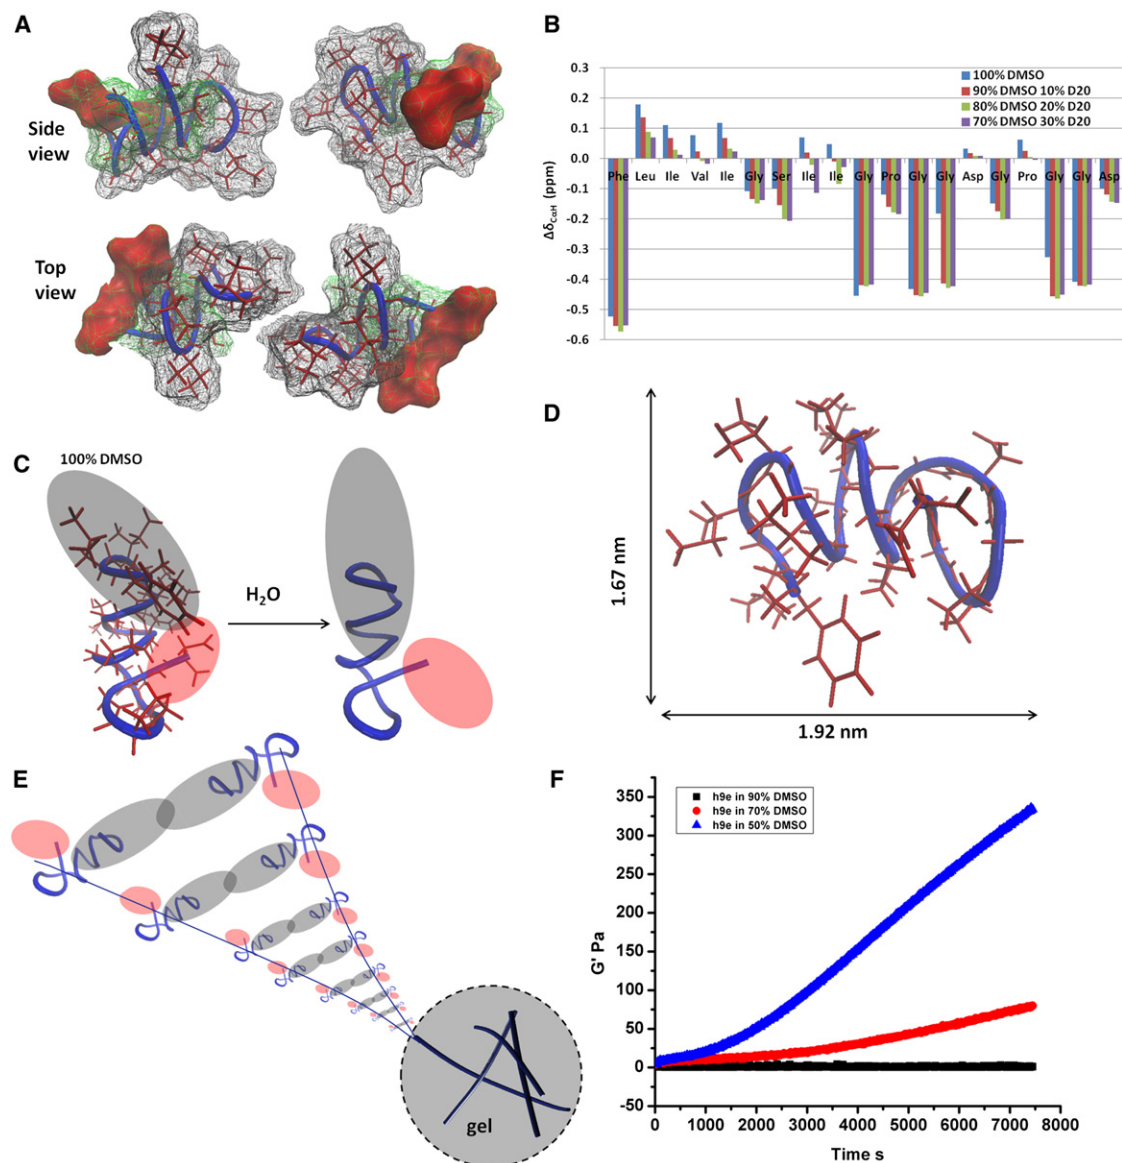 A
Side
view
Top
view
B
0.3
0.2
0.1
0.0
-0.1
-0.2
-0.3
-0.4
-0.5
-0.6
Δδ CαH (ppm)
100% DMSO
90% DMSO 10% D20
80% DMSO 20% D20
70% DMSO 30% D20
Phe Leu Ile Val Ile Gly Ser Ile Ile Gly Pro Gly Gly Asp Gly Pro Gly Gly Asp
C
100% DMSO
H2O
D
1.67 nm
1.92 nm
E
gel
F
h9e in 90% DMSO
h9e in 70% DMSO
h9e in 50% DMSO
350
300
250
200
150
100
50
0
-50
G' Pa
0 1000 2000 3000 4000 5000 6000 7000 8000
Time s